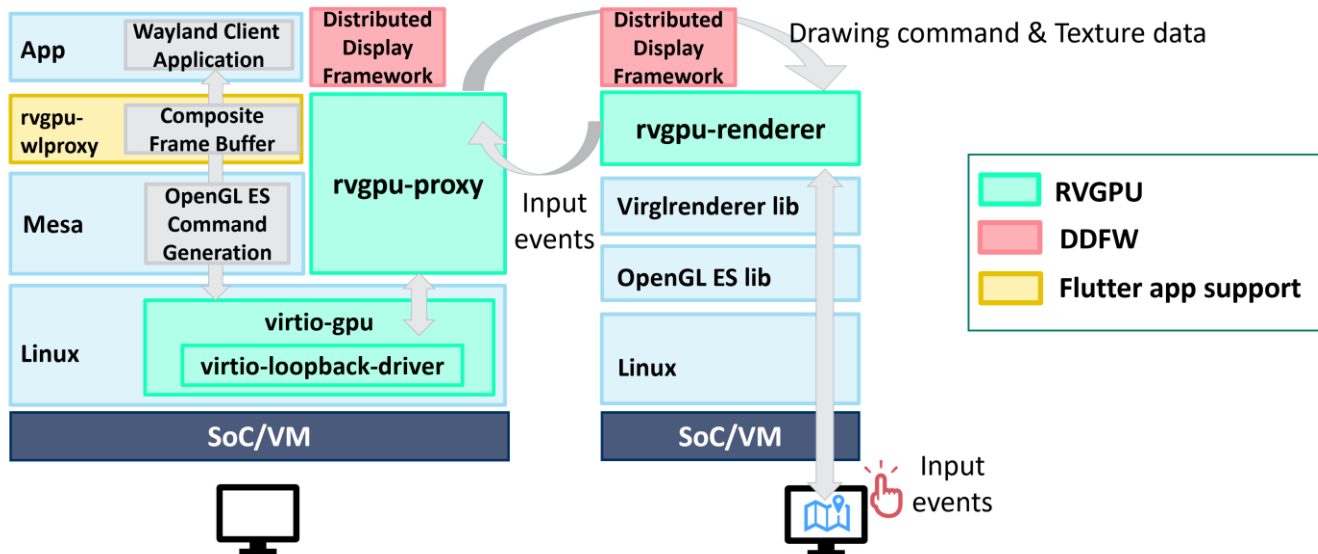 App
Wayland Client
Application
Distributed
Display
Framework
rvgpu-
wlproxy
Composite
Frame Buffer
rvgpu-proxy
Mesa
OpenGL ES
Command
Generation
Linux
virtio-gpu
virtio-loopback-driver
SoC/VM
Distributed
Display
Framework
Drawing command & Texture data
rvgpu-renderer
Input
events
Virglrenderer lib
OpenGL ES lib
Linux
SoC/VM
Input
events
RVGPU
DDFW
Flutter app support